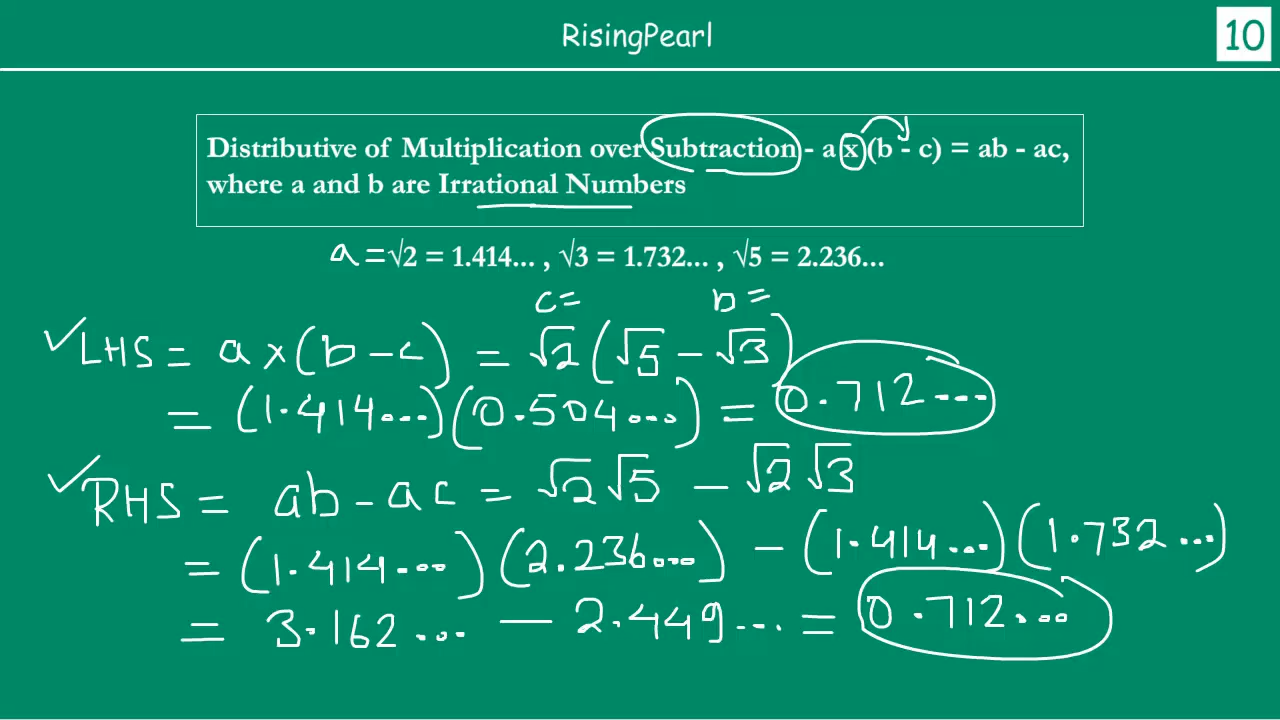 RisingPearl
10
Distributive of Multiplication over Subtraction - a x (b - c) = ab - ac,
where a and b are Irrational Numbers
a = √2 = 1.414... , √3 = 1.732... , √5 = 2.236...
c = b =
✓ LHS = a × (b - c) = √2 (√5 - √3)
= (1.414...) (0.504...) = 0.712...
✓ RHS = ab - ac = √2 √5 - √2 √3
= (1.414...) (2.236...) - (1.414...) (1.732...)
= 3.162... - 2.449... = 0.712...